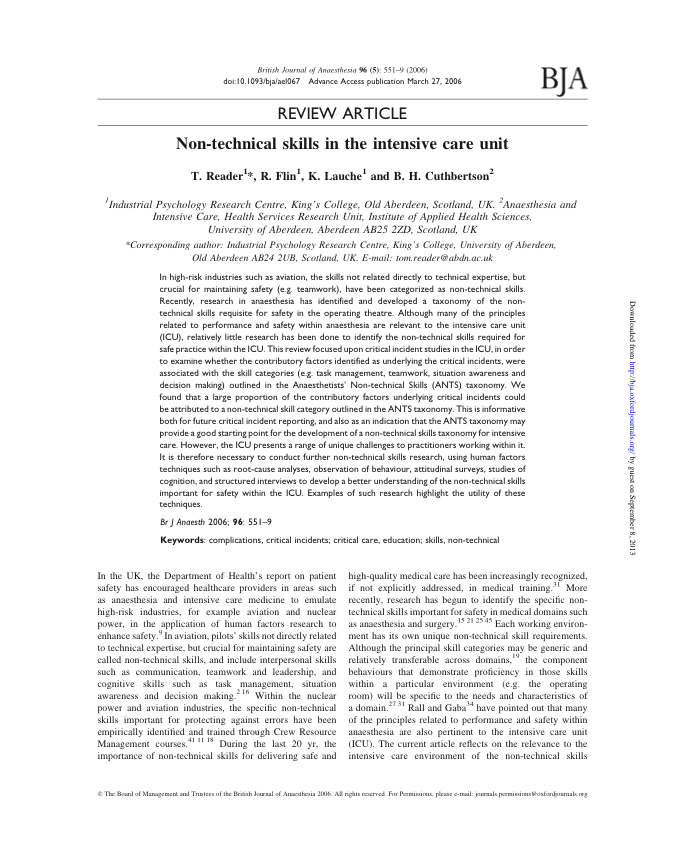 British Journal of Anaesthesia 96 (5): 551–9 (2006)
doi:10.1093/bja/ael067 Advance Access publication March 27, 2006
BJA
REVIEW ARTICLE
Non-technical skills in the intensive care unit
T. Reader1*, R. Flin1, K. Lauche1 and B. H. Cuthbertson2
1Industrial Psychology Research Centre, King's College, Old Aberdeen, Scotland, UK. 2Anaesthesia and
Intensive Care, Health Services Research Unit, Institute of Applied Health Sciences,
University of Aberdeen, Aberdeen AB25 2ZD, Scotland, UK
*Corresponding author: Industrial Psychology Research Centre, King's College, University of Aberdeen,
Old Aberdeen AB24 2UB, Scotland, UK. E-mail: tom.reader@abdn.ac.uk
In high-risk industries such as aviation, the skills not related directly to technical expertise, but
crucial for maintaining safety (e.g. teamwork), have been categorized as non-technical skills.
Recently, research in anaesthesia has identified and developed a taxonomy of the non-
technical skills requisite for safety in the operating theatre. Although many of the principles
related to performance and safety within anaesthesia are relevant to the intensive care unit
(ICU), relatively little research has been done to identify the non-technical skills required for
safe practice within the ICU. This review focused upon critical incident studies in the ICU, in order
to examine whether the contributory factors identified as underlying the critical incidents, were
associated with the skill categories (e.g. task management, teamwork, situation awareness and
decision making) outlined in the Anaesthetists' Non-technical Skills (ANTS) taxonomy. We
found that a large proportion of the contributory factors underlying critical incidents could
be attributed to a non-technical skill category outlined in the ANTS taxonomy. This is informative
both for future critical incident reporting, and also as an indication that the ANTS taxonomy may
provide a good starting point for the development of a non-technical skills taxonomy for intensive
care. However, the ICU presents a range of unique challenges to practitioners working within it.
It is therefore necessary to conduct further non-technical skills research, using human factors
techniques such as root-cause analyses, observation of behaviour, attitudinal surveys, studies of
cognition, and structured interviews to develop a better understanding of the non-technical skills
important for safety within the ICU. Examples of such research highlight the utility of these
techniques.
Br J Anaesth 2006; 96: 551–9
Keywords: complications, critical incidents; critical care, education; skills, non-technical
In the UK, the Department of Health's report on patient
safety has encouraged healthcare providers in areas such
as anaesthesia and intensive care medicine to emulate
high-risk industries, for example aviation and nuclear
power, in the application of human factors research to
enhance safety.9 In aviation, pilots' skills not directly related
to technical expertise, but crucial for maintaining safety are
called non-technical skills, and include interpersonal skills
such as communication, teamwork and leadership, and
cognitive skills such as task management, situation
awareness and decision making.2 16 Within the nuclear
power and aviation industries, the specific non-technical
skills important for protecting against errors have been
empirically identified and trained through Crew Resource
Management courses.41 11 18 During the last 20 yr, the
importance of non-technical skills for delivering safe and
high-quality medical care has been increasingly recognized,
if not explicitly addressed, in medical training.31 More
recently, research has begun to identify the specific non-
technical skills important for safety in medical domains such
as anaesthesia and surgery.15 21 25 45 Each working environ-
ment has its own unique non-technical skill requirements.
Although the principal skill categories may be generic and
relatively transferable across domains,19 the component
behaviours that demonstrate proficiency in those skills
within a particular environment (e.g. the operating
room) will be specific to the needs and characteristics of
a domain.27 31 Rall and Gaba34 have pointed out that many
of the principles related to performance and safety within
anaesthesia are also pertinent to the intensive care unit
(ICU). The current article reflects on the relevance to the
intensive care environment of the non-technical skills
© The Board of Management and Trustees of the British Journal of Anaesthesia 2006. All rights reserved. For Permissions, please e-mail: journals.permissions@oxfordjournals.org
Downloaded from http://bja.oxfordjournals.org/ by guest on September 8, 2013